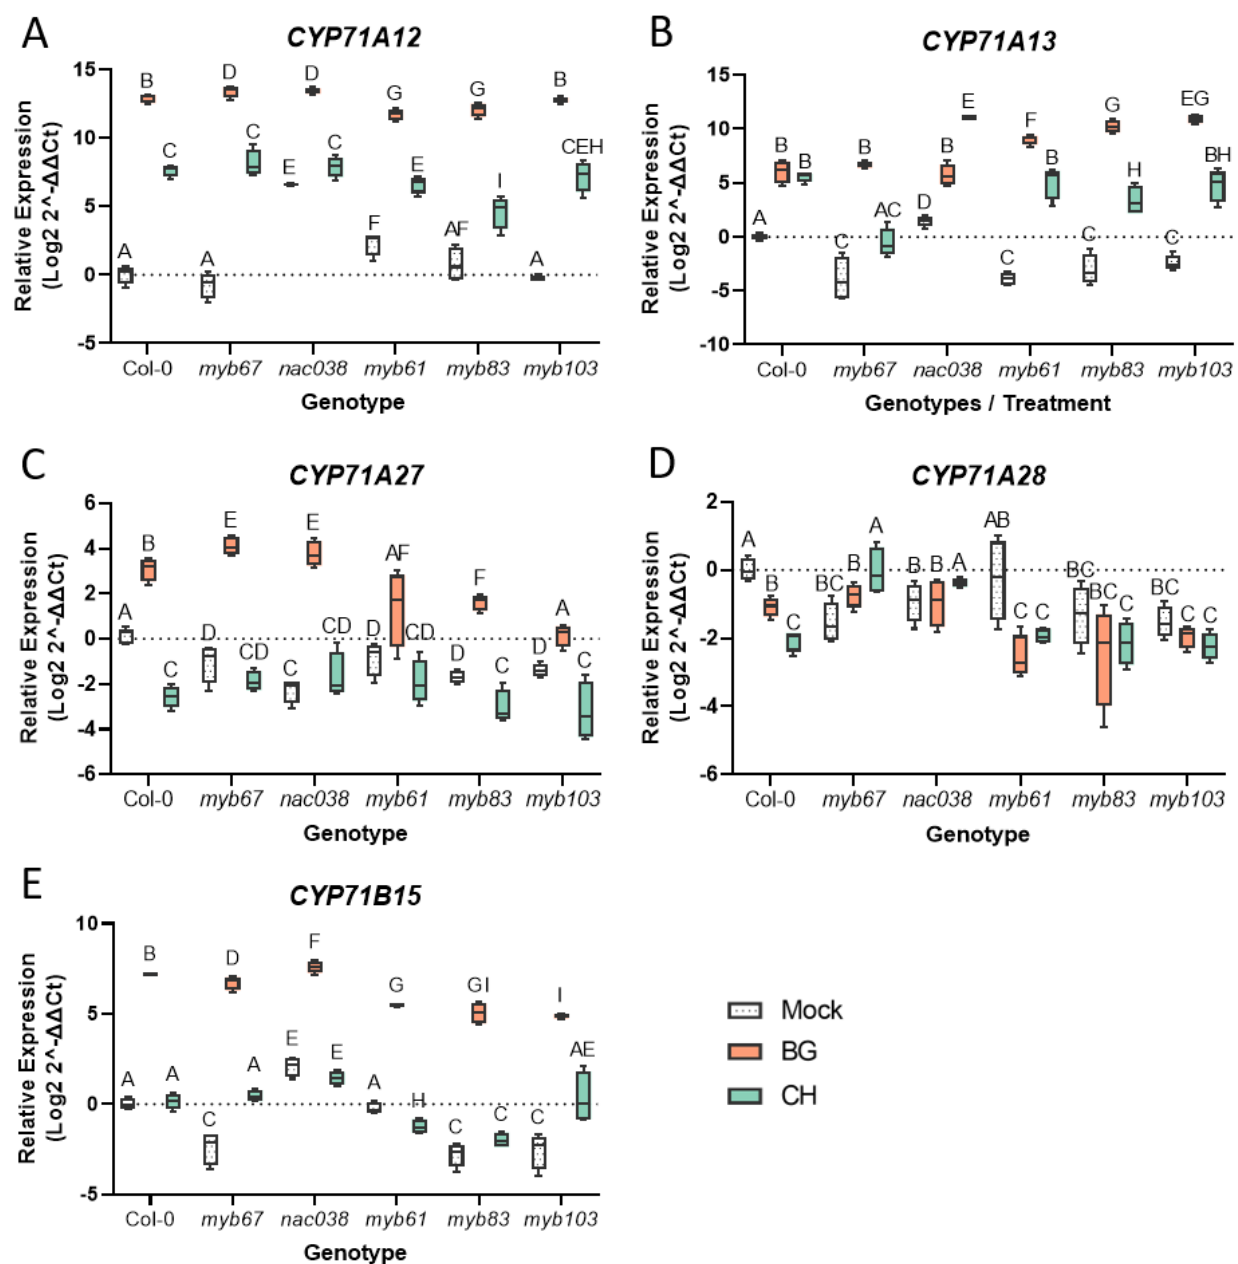 A
CYP71A12
Relative Expression
(Log2 2^-ΔΔCt)
15
10
5
0
-5
A B C A D C E D C F G E AF G I A B CEH
Col-0 myb67 nac038 myb61 myb83 myb103
Genotype
B
CYP71A13
Relative Expression
(Log2 2^-ΔΔCt)
15
10
5
0
-5
-10
A B B C B AC D B E C F B C G H C EG BH
Col-0 myb67 nac038 myb61 myb83 myb103
Genotypes / Treatment
C
CYP71A27
Relative Expression
(Log2 2^-ΔΔCt)
6
4
2
0
-2
-4
-6
A B C D E CD C E CD D AF CD D F C D A C
Col-0 myb67 nac038 myb61 myb83 myb103
Genotype
D
CYP71A28
Relative Expression
(Log2 2^-ΔΔCt)
2
0
-2
-4
-6
A B C BC B A B B A AB C C BC BC C BC C C
Col-0 myb67 nac038 myb61 myb83 myb103
Genotype
E
CYP71B15
Relative Expression
(Log2 2^-ΔΔCt)
10
5
0
-5
A B A C D A E F E A G H C GI C C I AE
Col-0 myb67 nac038 myb61 myb83 myb103
Genotype
Mock
BG
CH